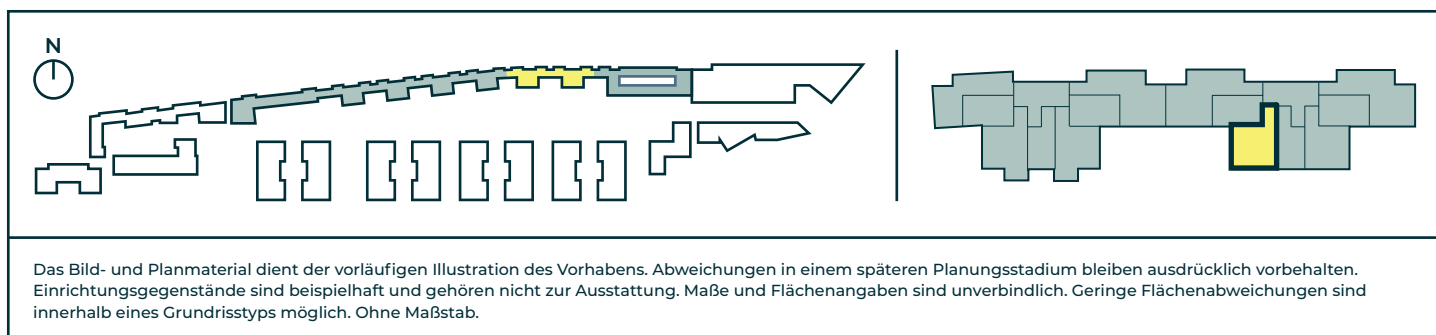 N
Das Bild- und Planmaterial dient der vorläufigen Illustration des Vorhabens. Abweichungen in einem späteren Planungsstadium bleiben ausdrücklich vorbehalten.
Einrichtungsgegenstände sind beispielhaft und gehören nicht zur Ausstattung. Maße und Flächenangaben sind unverbindlich. Geringe Flächenabweichungen sind
innerhalb eines Grundrisstyps möglich. Ohne Maßstab.